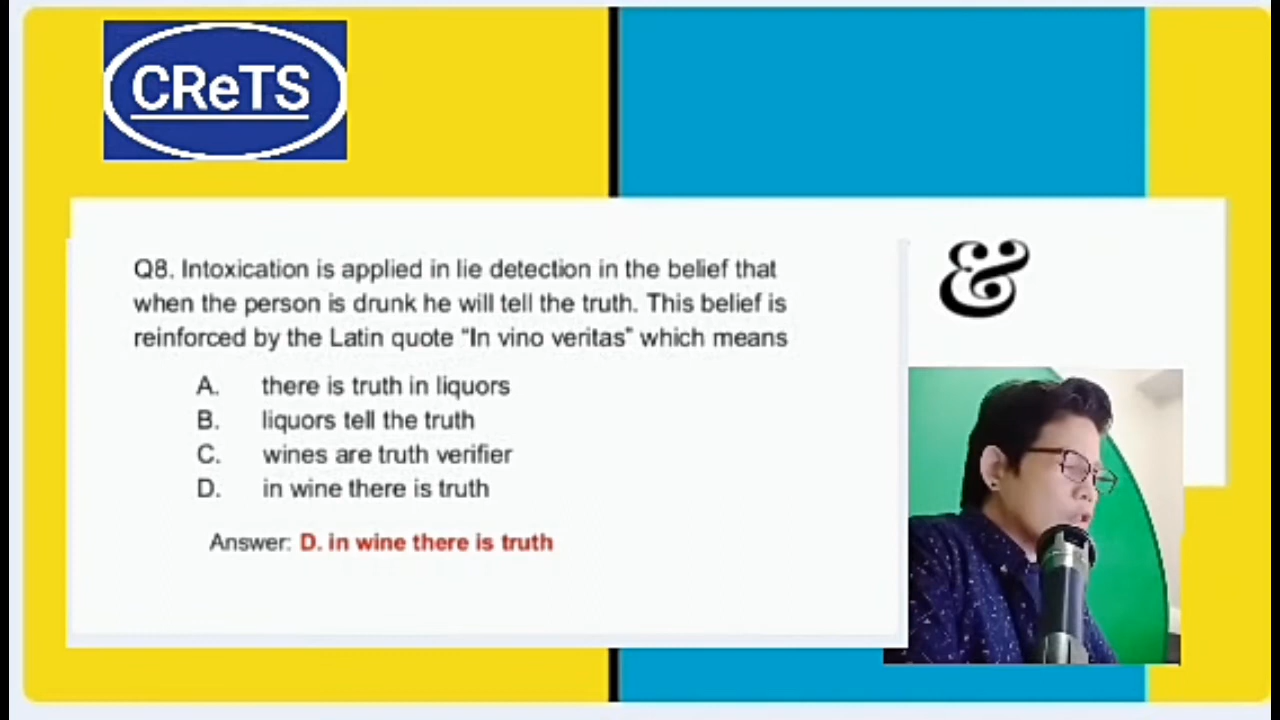 CReTS
Q8. Intoxication is applied in lie detection in the belief that
when the person is drunk he will tell the truth. This belief is
reinforced by the Latin quote “In vino veritas” which means
&
A. there is truth in liquors
B. liquors tell the truth
C. wines are truth verifier
D. in wine there is truth
Answer: D. in wine there is truth